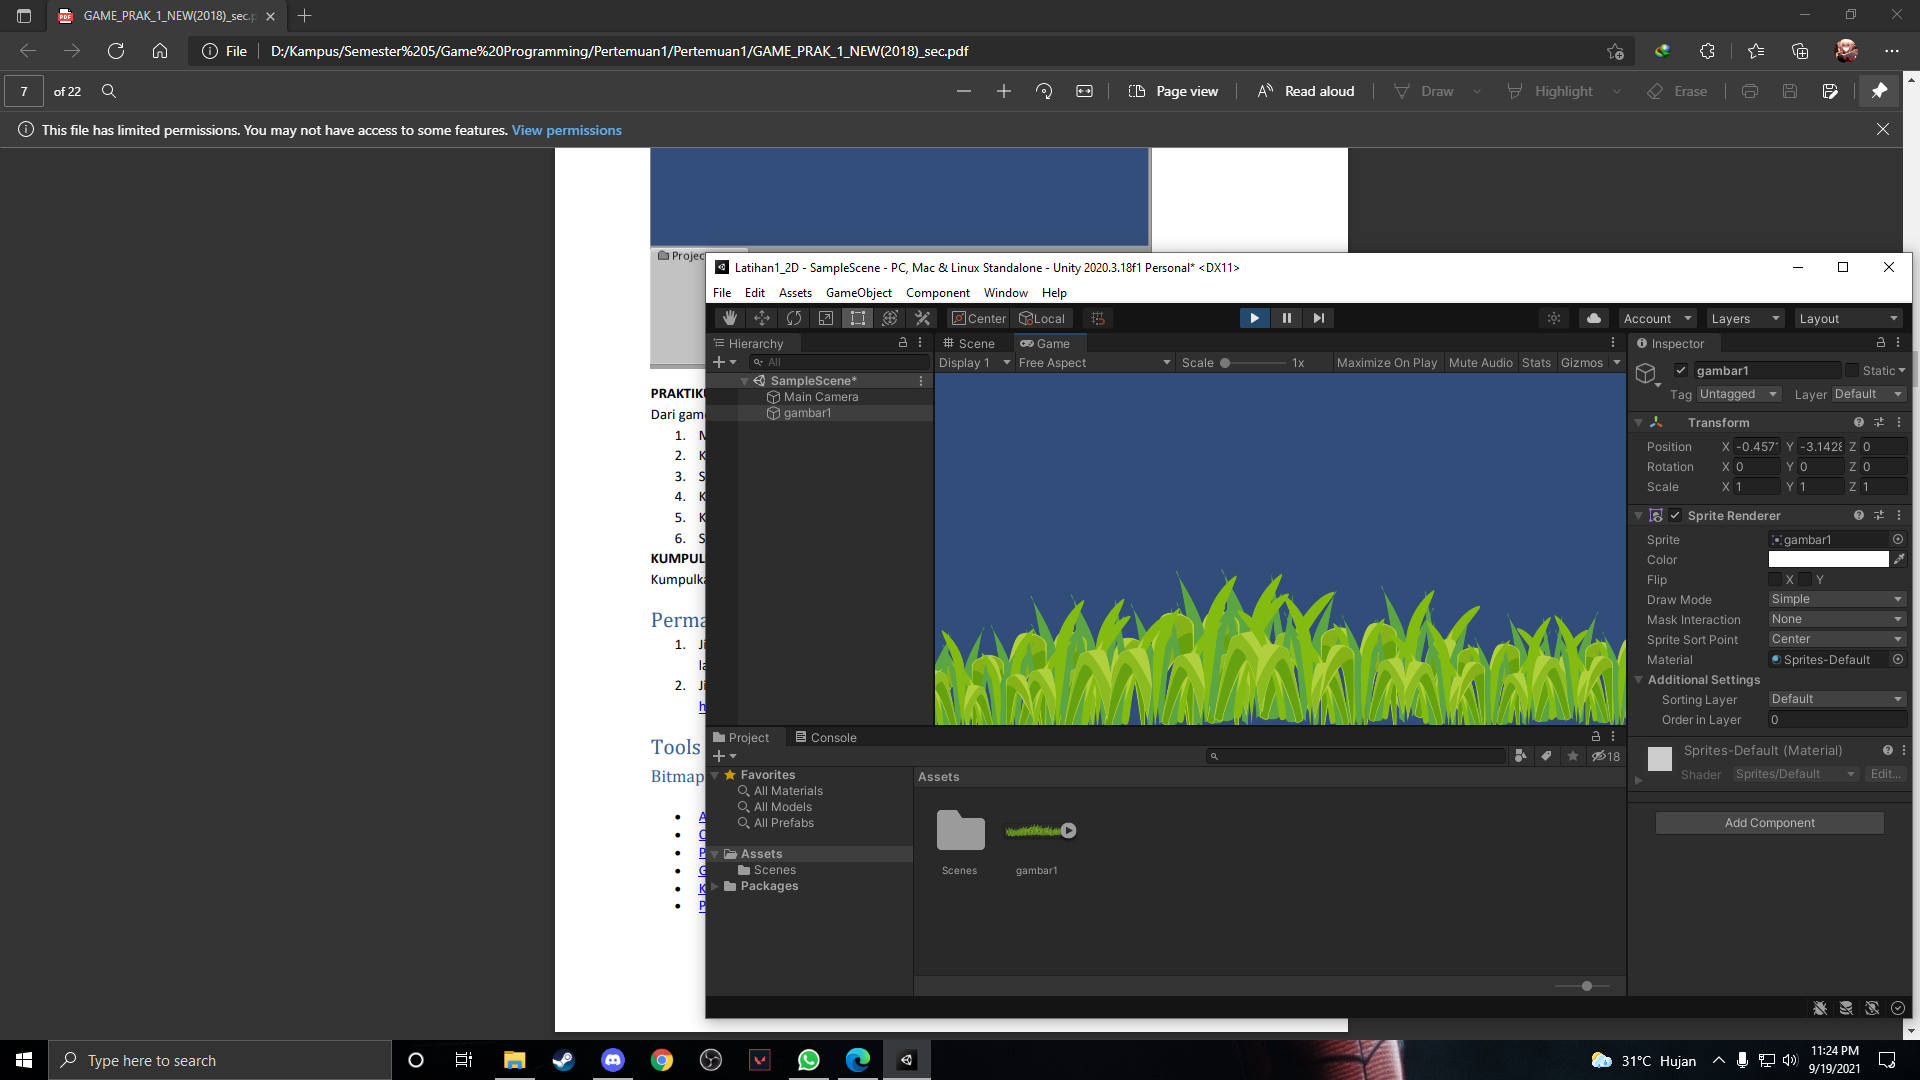 GAME_PRAK_1_NEW(2018)_sec.p
File D:/Kampus/Semester%205/Game%20Programming/Pertemuan1/Pertemuan1/GAME_PRAK_1_NEW(2018)_sec.pdf
7 of 22 Page view Read aloud Draw Highlight Erase
This file has limited permissions. You may not have access to some features. View permissions
Projec
Latihan1_2D - SampleScene - PC, Mac & Linux Standalone - Unity 2020.3.18f1 Personal* <DX11>
File Edit Assets GameObject Component Window Help
Center Local Account Layers Layout
Hierarchy Scene Game Inspector
All Display 1 Free Aspect Scale 1x Maximize On Play Mute Audio Stats Gizmos
SampleScene*
Main Camera
gambar1
gambar1 Static
Tag Untagged Layer Default
Transform
Position X -0.457 Y -3.1428 Z 0
Rotation X 0 Y 0 Z 0
Scale X 1 Y 1 Z 1
Sprite Renderer
Sprite gambar1
Color
Flip X Y
Draw Mode Simple
Mask Interaction None
Sprite Sort Point Center
Material Sprites-Default
Additional Settings
Sorting Layer Default
Order in Layer 0
Sprites-Default (Material)
Shader Sprites/Default Edit...
Add Component
PRAKTIKU
Dari gam
1. M
2. K
3. S
4. K
5. K
6. S
KUMPUL
Kumpulka
Perma
1. Ji
la
2. Ji
h
Tools
Bitmap
A
C
P
G
K
P
Project Console
18
Favorites
All Materials
All Models
All Prefabs
Assets
Scenes
Packages
Assets
Scenes gambar1
Type here to search
31°C Hujan
11:24 PM
9/19/2021